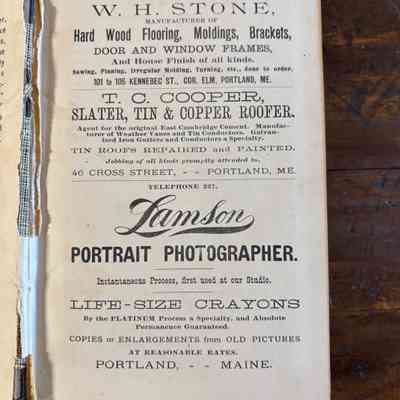 W. H. STONE,
MANUFACTURER OF
Hard Wood Flooring, Moldings, Brackets,
DOOR AND WINDOW FRAMES,
And House Finish of all kinds.
Sawing, Planing, Irregular Molding, Turning, etc., done to order.
101 to 105 KENNEBEC ST., COR. ELM, PORTLAND, ME.
T. C. COOPER,
SLATER, TIN & COPPER ROOFER.
Agent for the original East Cambridge Cement. Manufac-
turer of Weather Vanes and Tin Conductors. Galvan-
ized Iron Gutters and Conductors a Specialty.
TIN ROOFS REPAIRED and PAINTED.
Jobbing of all kinds promptly attended to.
46 CROSS STREET, - - PORTLAND, ME.
TELEPHONE 227.
Lamson
PORTRAIT PHOTOGRAPHER.
Instantaneous Process, first used at our Studio.
LIFE-SIZE CRAYONS
By the PLATINUM Process a Specialty, and Absolute
Permanence Guaranteed.
COPIES or ENLARGEMENTS from OLD PICTURES
AT REASONABLE RATES.
PORTLAND, - - MAINE.